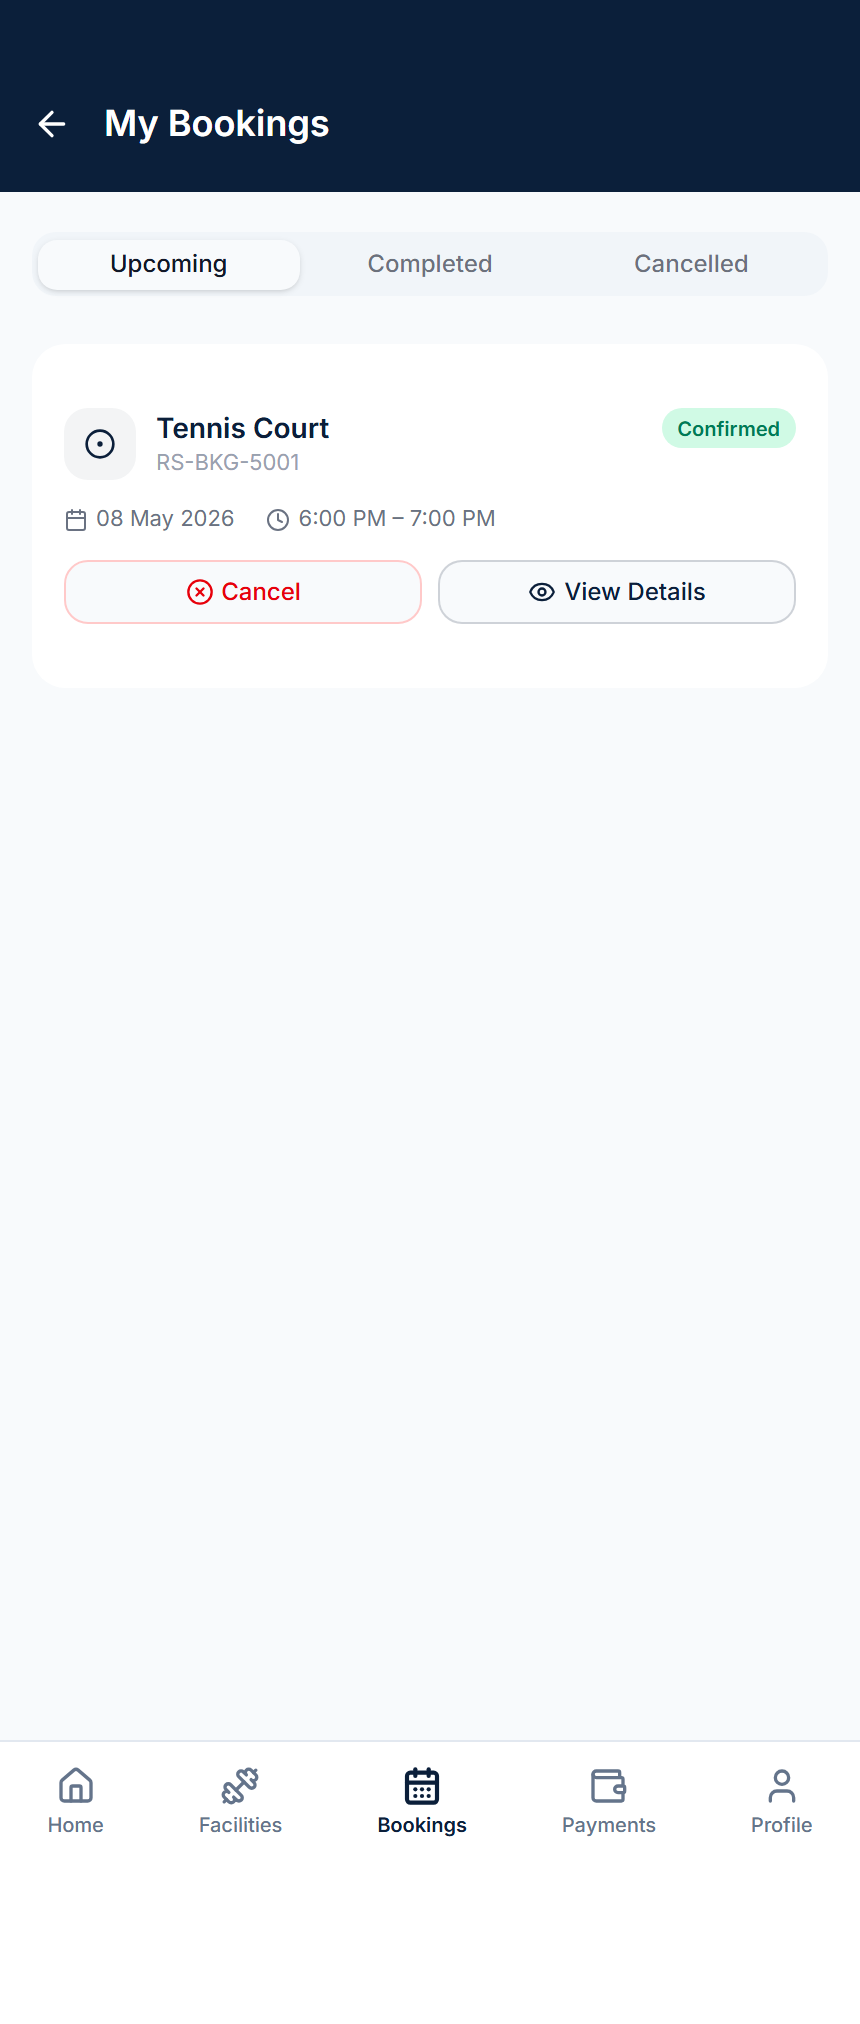 My Bookings
Upcoming Completed Cancelled
Tennis Court
Confirmed
RS-BKG-5001
08 May 2026 6:00 PM – 7:00 PM
Cancel View Details
Home Facilities Bookings Payments Profile